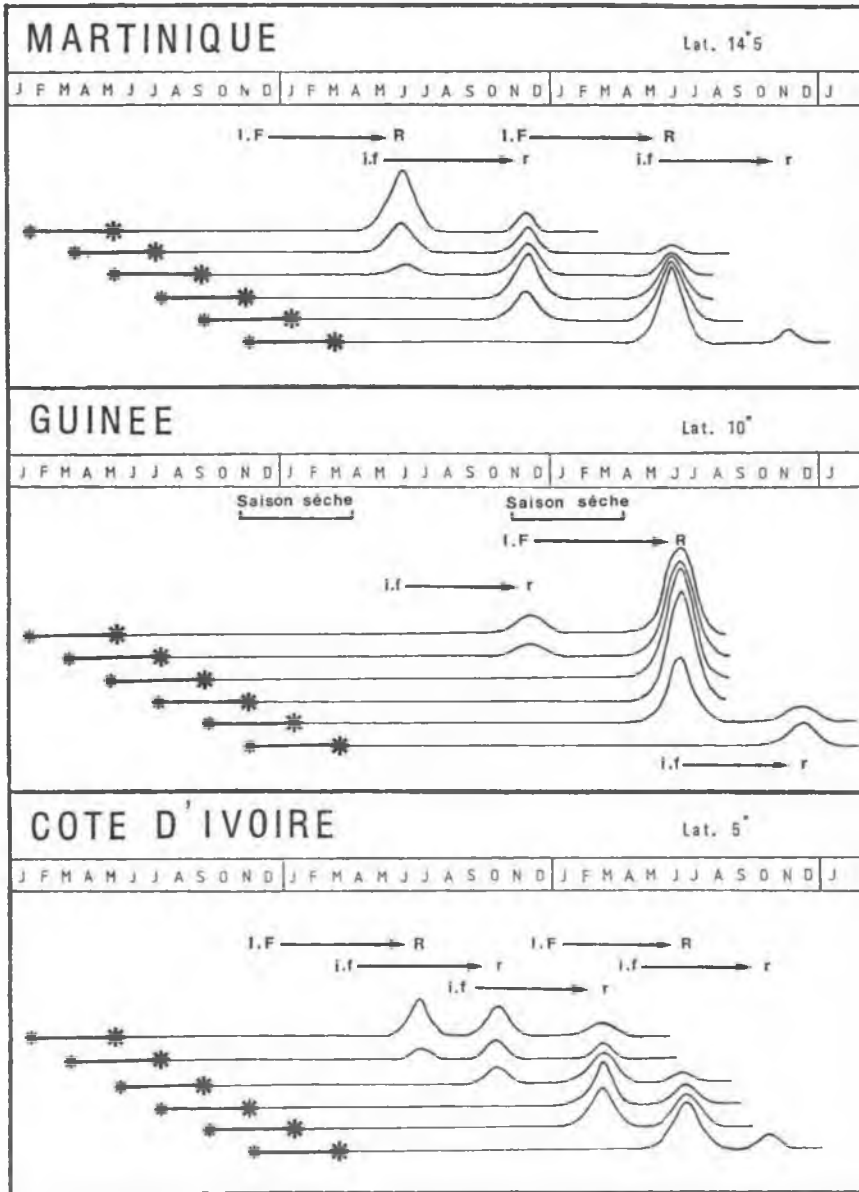 MARTINIQUE Lat. 14°5
J F M A M J J A S O N D J F M A M J J A S O N D J F M A M J J A S O N D J
I.F R I.F R
i.f r i.f r
GUINEE Lat. 10°
J F M A M J J A S O N D J F M A M J J A S O N D J F M A M J J A S O N D J
Saison sèche Saison sèche
I.F R
i.f r
i.f r
COTE D'IVOIRE Lat. 5°
J F M A M J J A S O N D J F M A M J J A S O N D J F M A M J J A S O N D J
I.F R I.F R
i.f r i.f r
i.f r